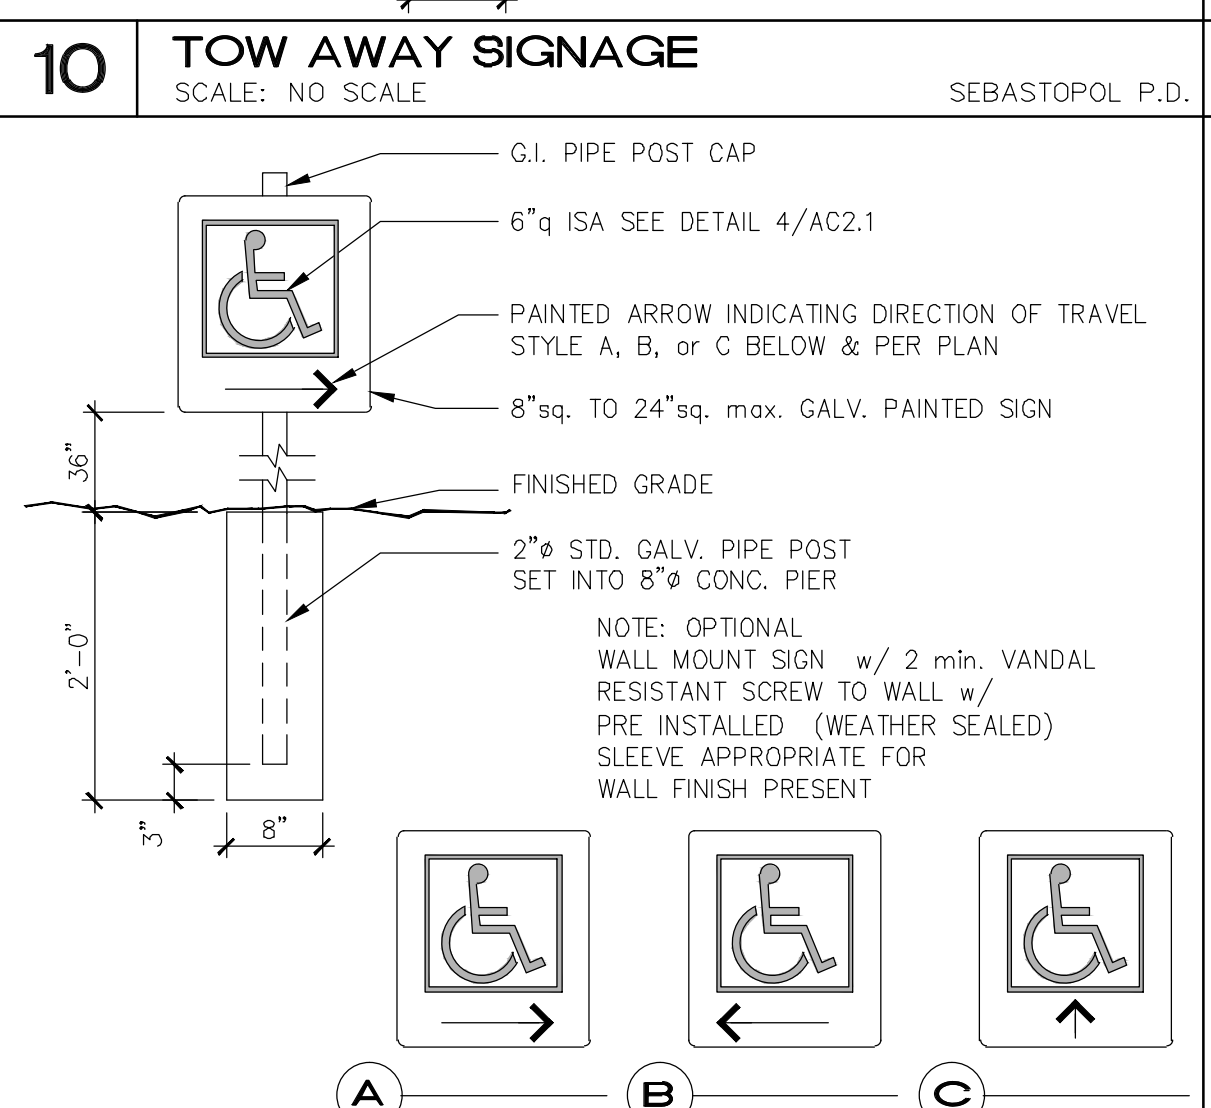 10
TOW AWAY SIGNAGE
SCALE: NO SCALE
SEBASTOPOL P.D.
G.I. PIPE POST CAP
6"q ISA SEE DETAIL 4/AC2.1
PAINTED ARROW INDICATING DIRECTION OF TRAVEL
STYLE A, B, or C BELOW & PER PLAN
8"sq. TO 24"sq. max. GALV. PAINTED SIGN
36"
FINISHED GRADE
2"ø STD. GALV. PIPE POST
SET INTO 8"ø CONC. PIER
2'-0"
NOTE: OPTIONAL
WALL MOUNT SIGN w/ 2 min. VANDAL
RESISTANT SCREW TO WALL w/
PRE INSTALLED (WEATHER SEALED)
SLEEVE APPROPRIATE FOR
WALL FINISH PRESENT
3"
8"
A
B
C